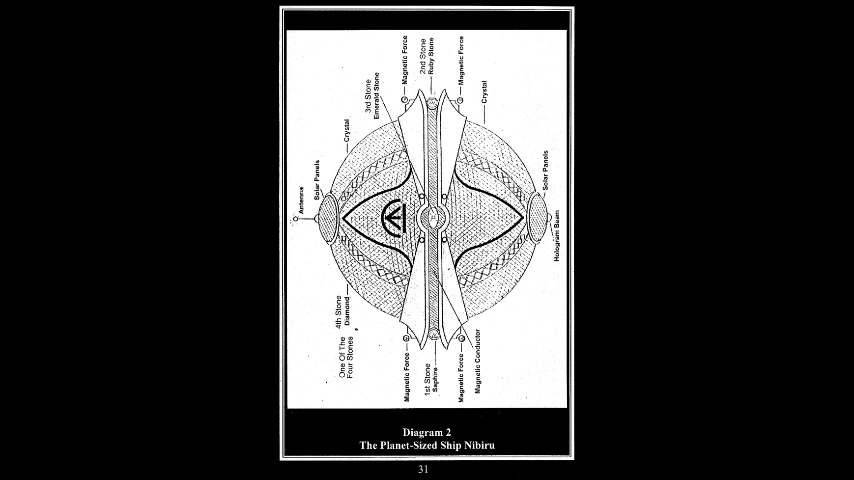 Antenna
Solar Panels
Crystal
3rd Stone
Emerald Stone
Magnetic Force
2nd Stone
Ruby Stone
Magnetic Force
Crystal
Solar Panels
Hologram Beam
4th Stone
Diamond
One Of The
Four Stones
Magnetic Force
1st Stone
Saphire
Magnetic Force
Magnetic Conductor
Diagram 2
The Planet-Sized Ship Nibiru
31